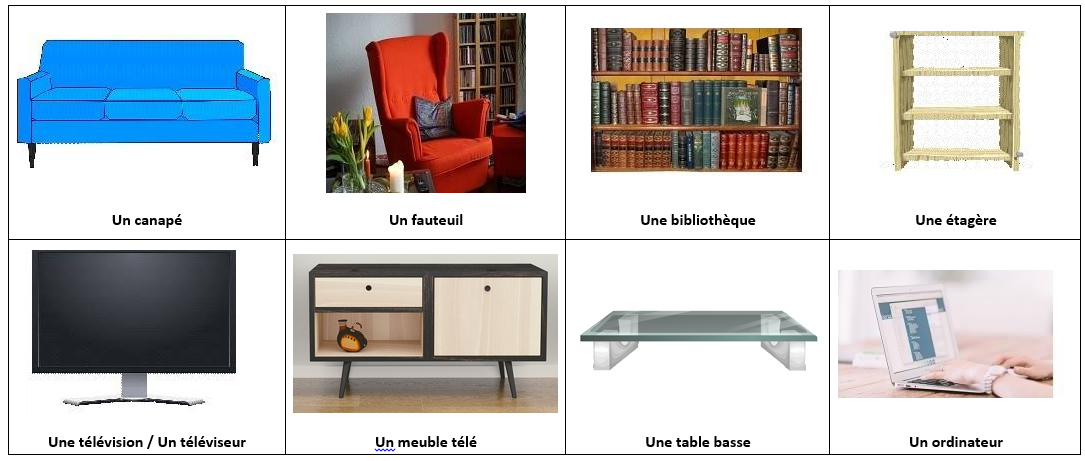 Un canapé
Un fauteuil
Une bibliothèque
Une étagère
Une télévision / Un téléviseur
Un meuble télé
Une table basse
Un ordinateur